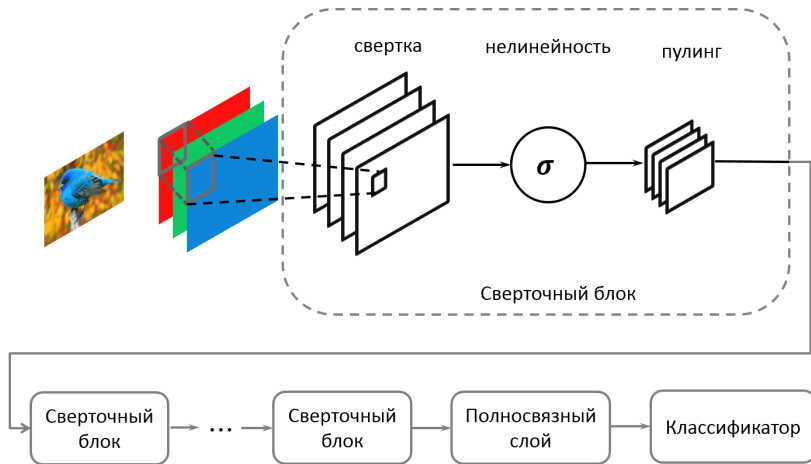 свертка
нелинейность
пулинг
σ
Сверточный блок
Сверточный
блок
...
Сверточный
блок
Полносвязный
слой
Классификатор